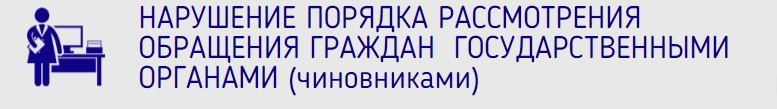 НАРУШЕНИЕ ПОРЯДКА РАССМОТРЕНИЯ
ОБРАЩЕНИЯ ГРАЖДАН ГОСУДАРСТВЕННЫМИ
ОРГАНАМИ (чиновниками)